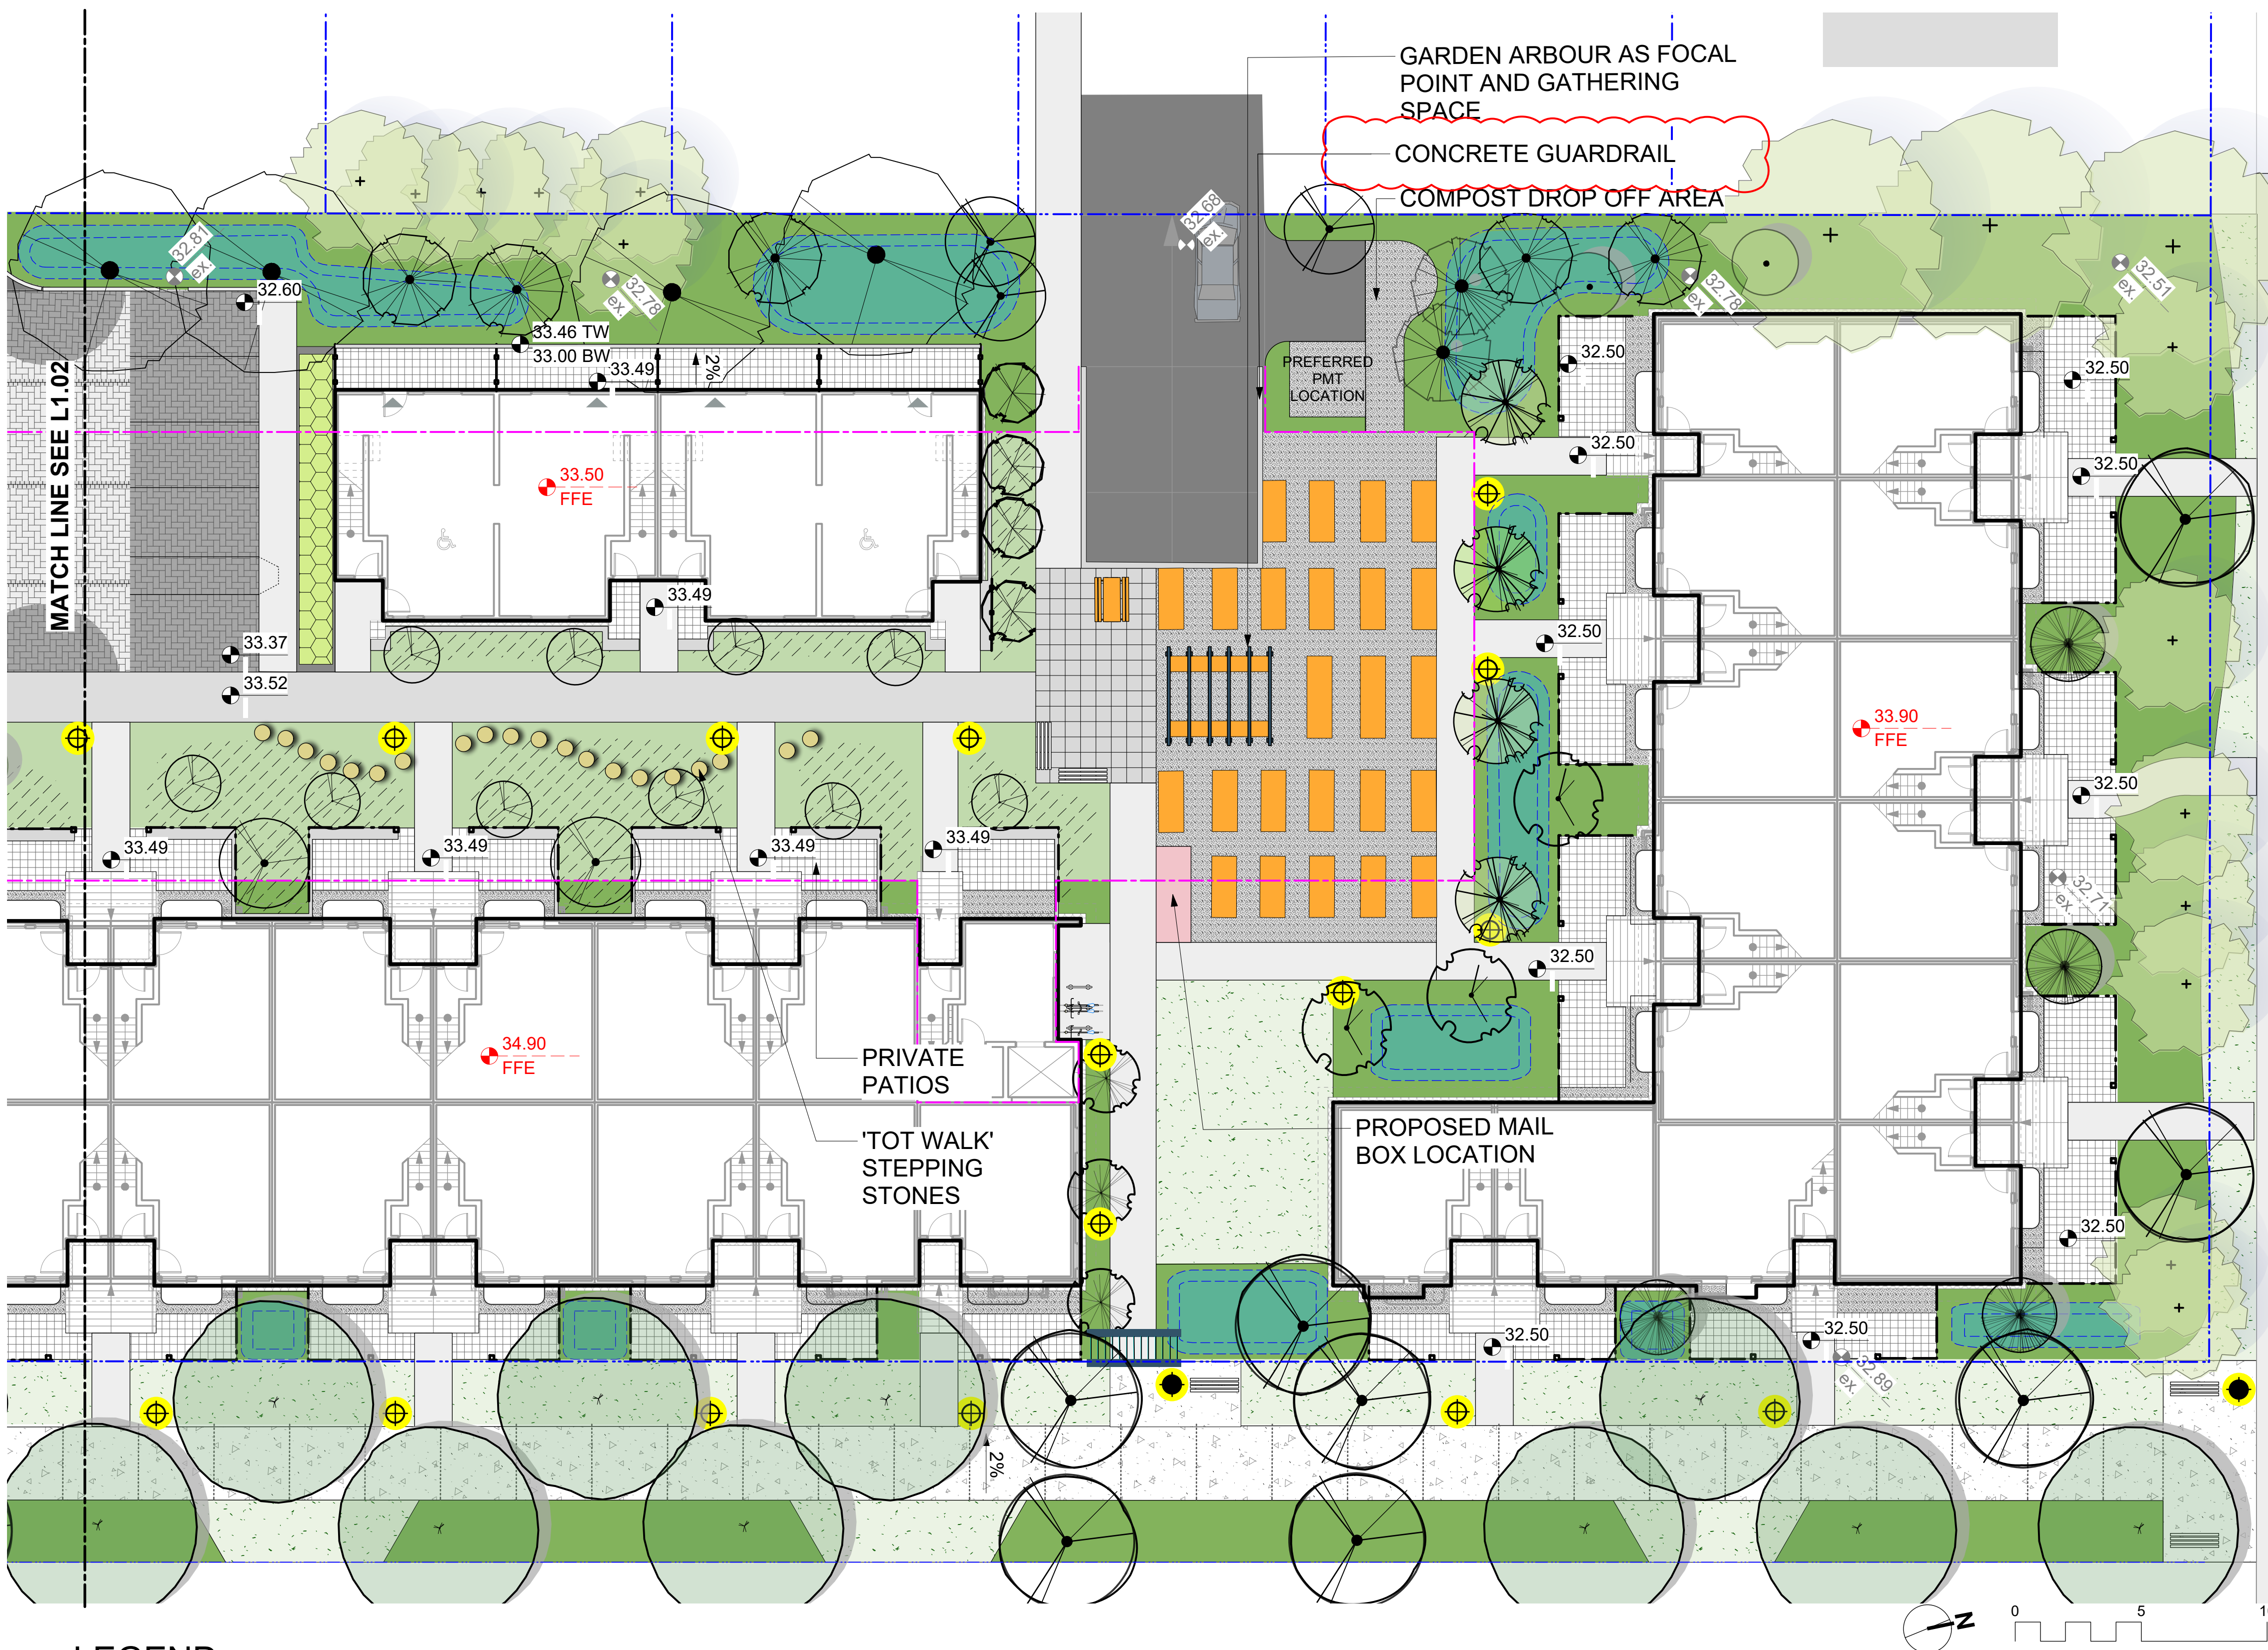 GARDEN ARBOUR AS FOCAL
POINT AND GATHERING
SPACE
CONCRETE GUARDRAIL
COMPOST DROP OFF AREA
32.68
ex.
32.81
ex.
32.60
32.78
ex.
32.78
ex.
32.51
ex.
33.46 TW
33.00 BW
33.49
2%
PREFERRED
PMT
LOCATION
32.50
32.50
MATCH LINE SEE L1.02
33.50
FFE
32.50
32.50
33.49
33.37
33.52
32.50
33.90
FFE
32.50
33.49
33.49
33.49
33.49
32.71
ex.
32.50
34.90
FFE
PRIVATE
PATIOS
'TOT WALK'
STEPPING
STONES
PROPOSED MAIL
BOX LOCATION
32.50
32.50
32.50
32.89
ex.
2%
N
0
5
LEGEND